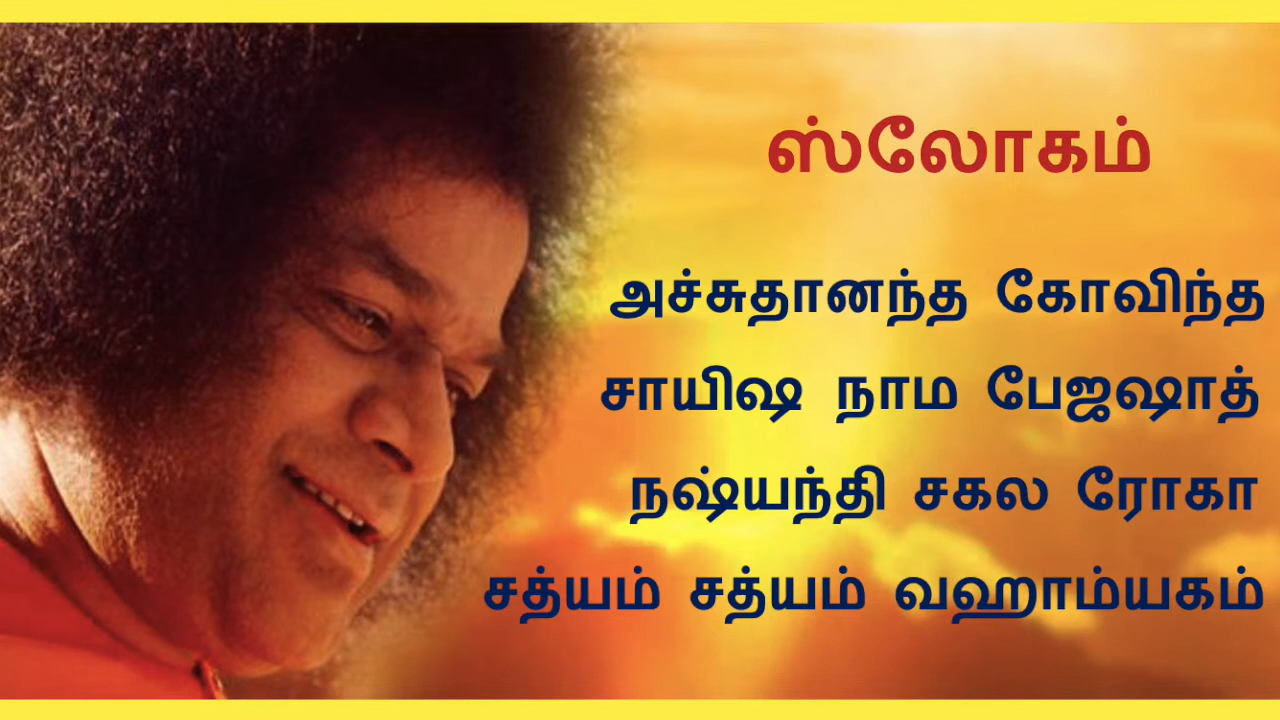 ஸ்லோகம்
அச்சுதானந்த கோவிந்த
சாயிஷ நாம பேஜஷாத்
நஷ்யந்தி சகல ரோகா
சத்யம் சத்யம் வஹாம்யகம்